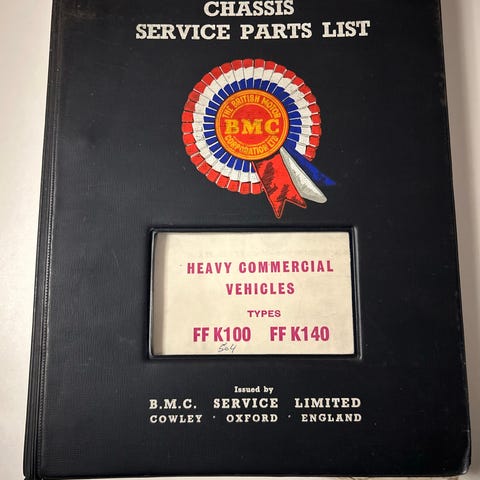 CHASSIS
SERVICE PARTS LIST
THE BRITISH MOTOR
BMC
CORPORATION LTD
HEAVY COMMERCIAL
VEHICLES
TYPES
FF K100 FF K140
504
Issued by
B.M.C. SERVICE LIMITED
COWLEY · OXFORD · ENGLAND